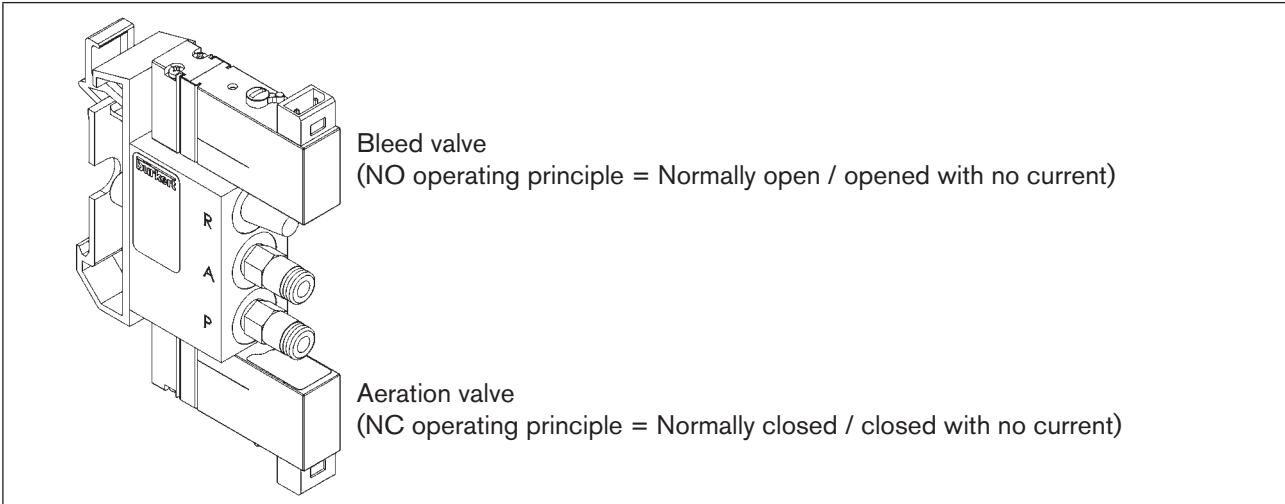 Bleed valve
(NO operating principle = Normally open / opened with no current)
burkert
R
A
P
Aeration valve
(NC operating principle = Normally closed / closed with no current)